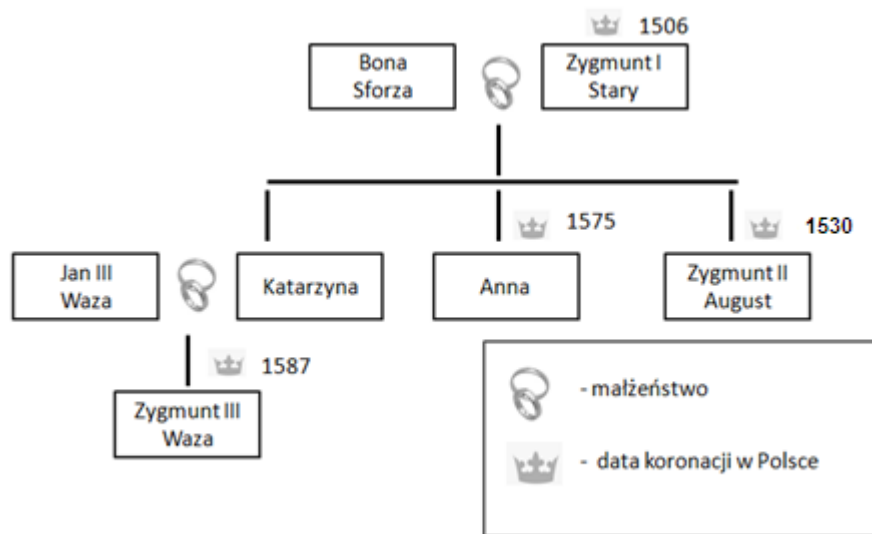 1506
Bona
Sforza
Zygmunt I
Stary
1575
1530
Jan III
Waza
Katarzyna
Anna
Zygmunt II
August
1587
Zygmunt III
Waza
- małżeństwo
- data koronacji w Polsce